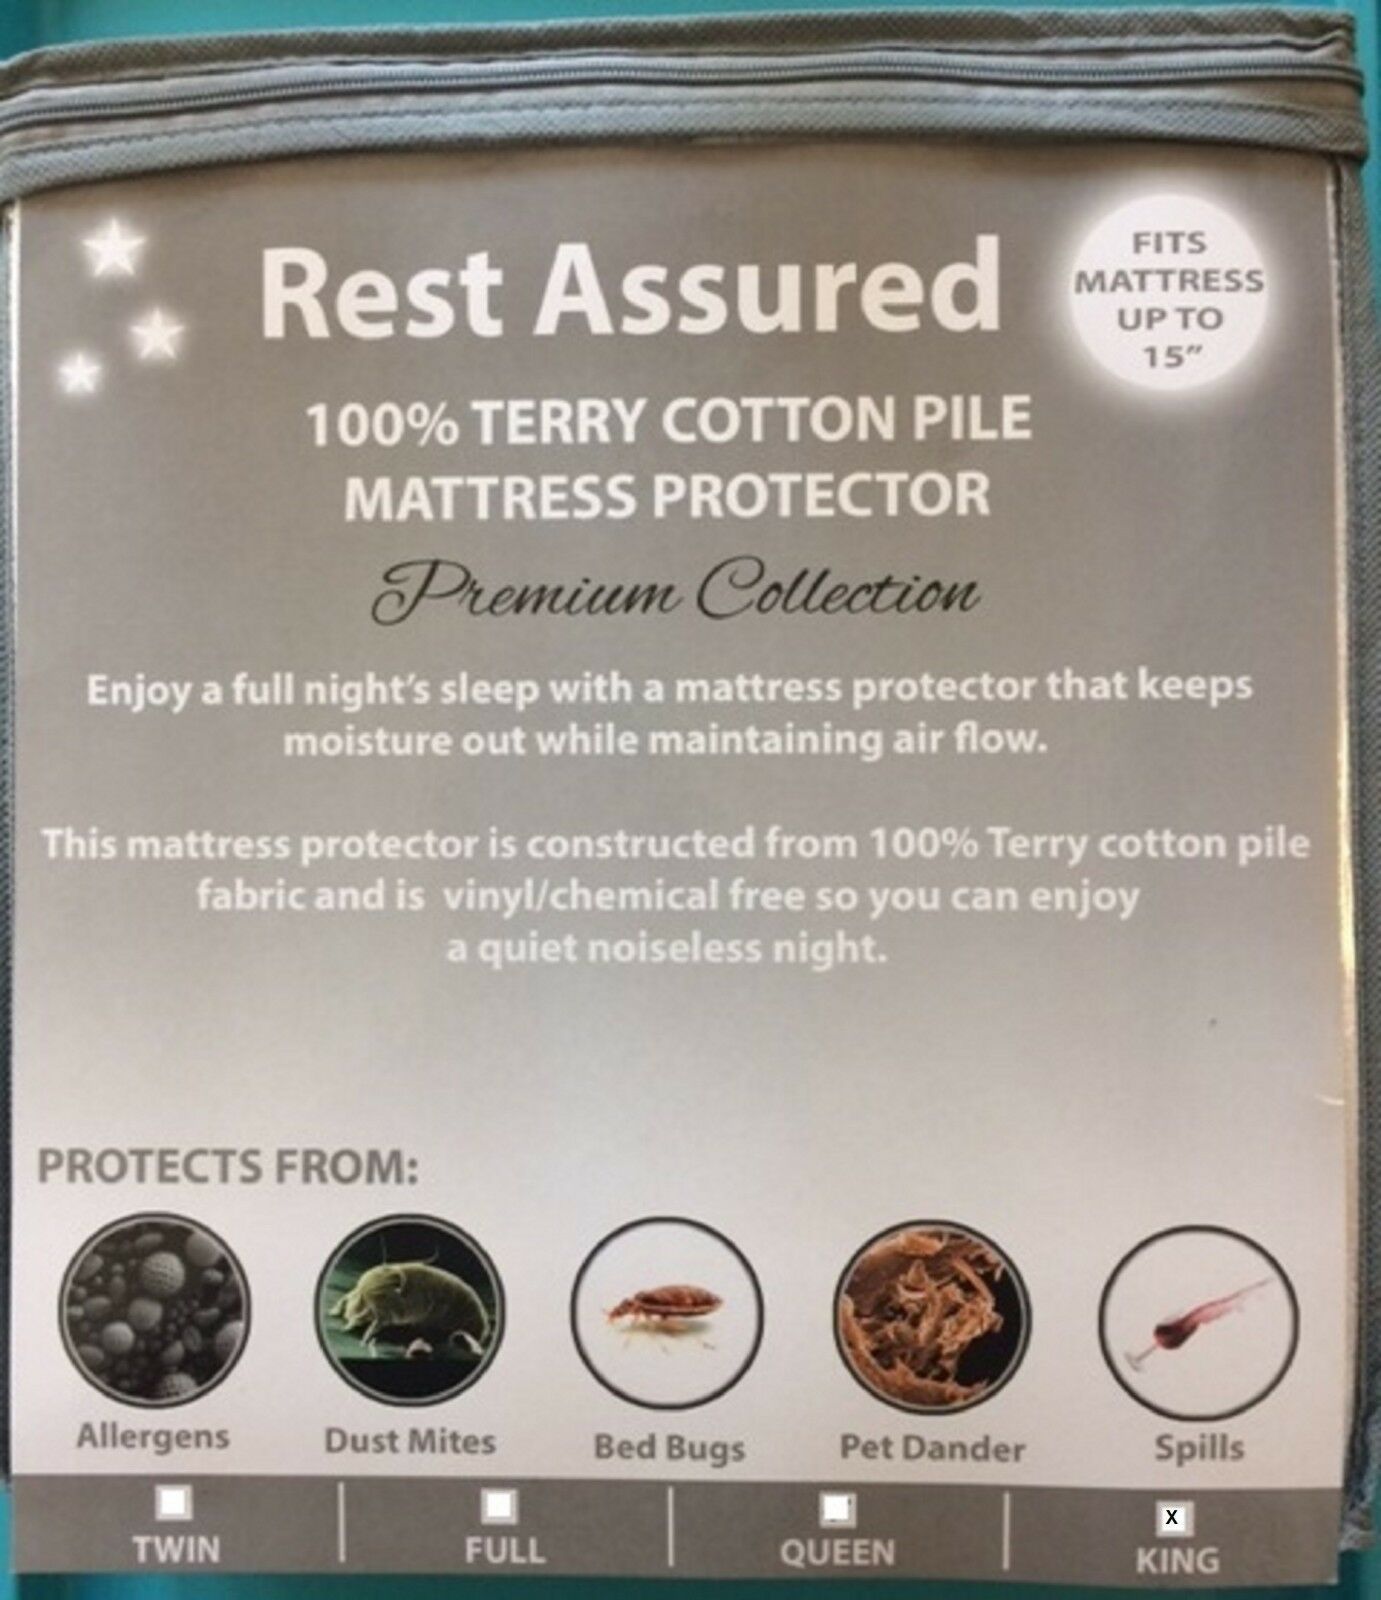 Rest Assured
FITS
MATTRESS
UP TO
15”
100% TERRY COTTON PILE
MATTRESS PROTECTOR
Premium Collection
Enjoy a full night’s sleep with a mattress protector that keeps
moisture out while maintaining air flow.
This mattress protector is constructed from 100% Terry cotton pile
fabric and is vinyl/chemical free so you can enjoy
a quiet noiseless night.
PROTECTS FROM:
Allergens
Dust Mites
Bed Bugs
Pet Dander
Spills
TWIN
FULL
QUEEN
X
KING